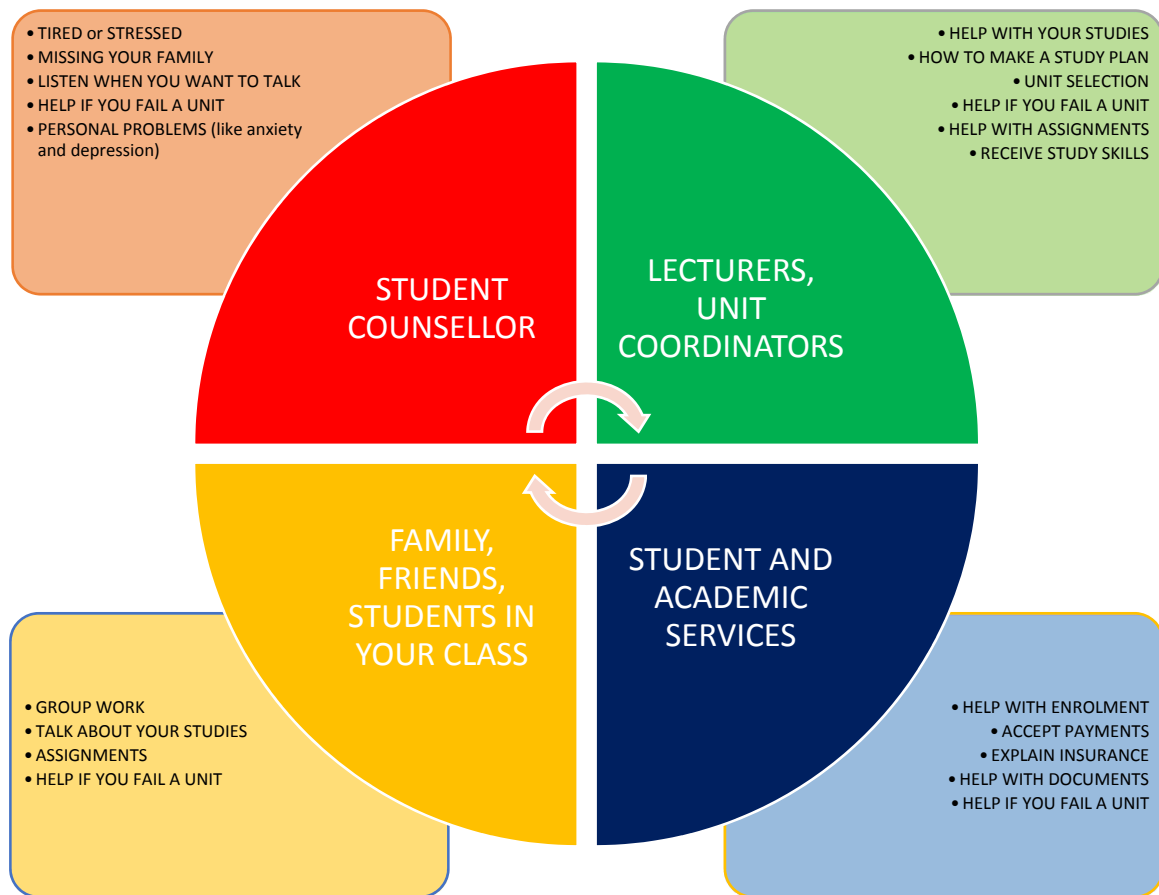 • TIRED or STRESSED
• MISSING YOUR FAMILY
• LISTEN WHEN YOU WANT TO TALK
• HELP IF YOU FAIL A UNIT
• PERSONAL PROBLEMS (like anxiety
and depression)
• HELP WITH YOUR STUDIES
• HOW TO MAKE A STUDY PLAN
• UNIT SELECTION
• HELP IF YOU FAIL A UNIT
• HELP WITH ASSIGNMENTS
• RECEIVE STUDY SKILLS
STUDENT
COUNSELLOR
LECTURERS,
UNIT
COORDINATORS
FAMILY,
FRIENDS,
STUDENTS IN
YOUR CLASS
STUDENT AND
ACADEMIC
SERVICES
• GROUP WORK
• TALK ABOUT YOUR STUDIES
• ASSIGNMENTS
• HELP IF YOU FAIL A UNIT
• HELP WITH ENROLMENT
• ACCEPT PAYMENTS
• EXPLAIN INSURANCE
• HELP WITH DOCUMENTS
• HELP IF YOU FAIL A UNIT